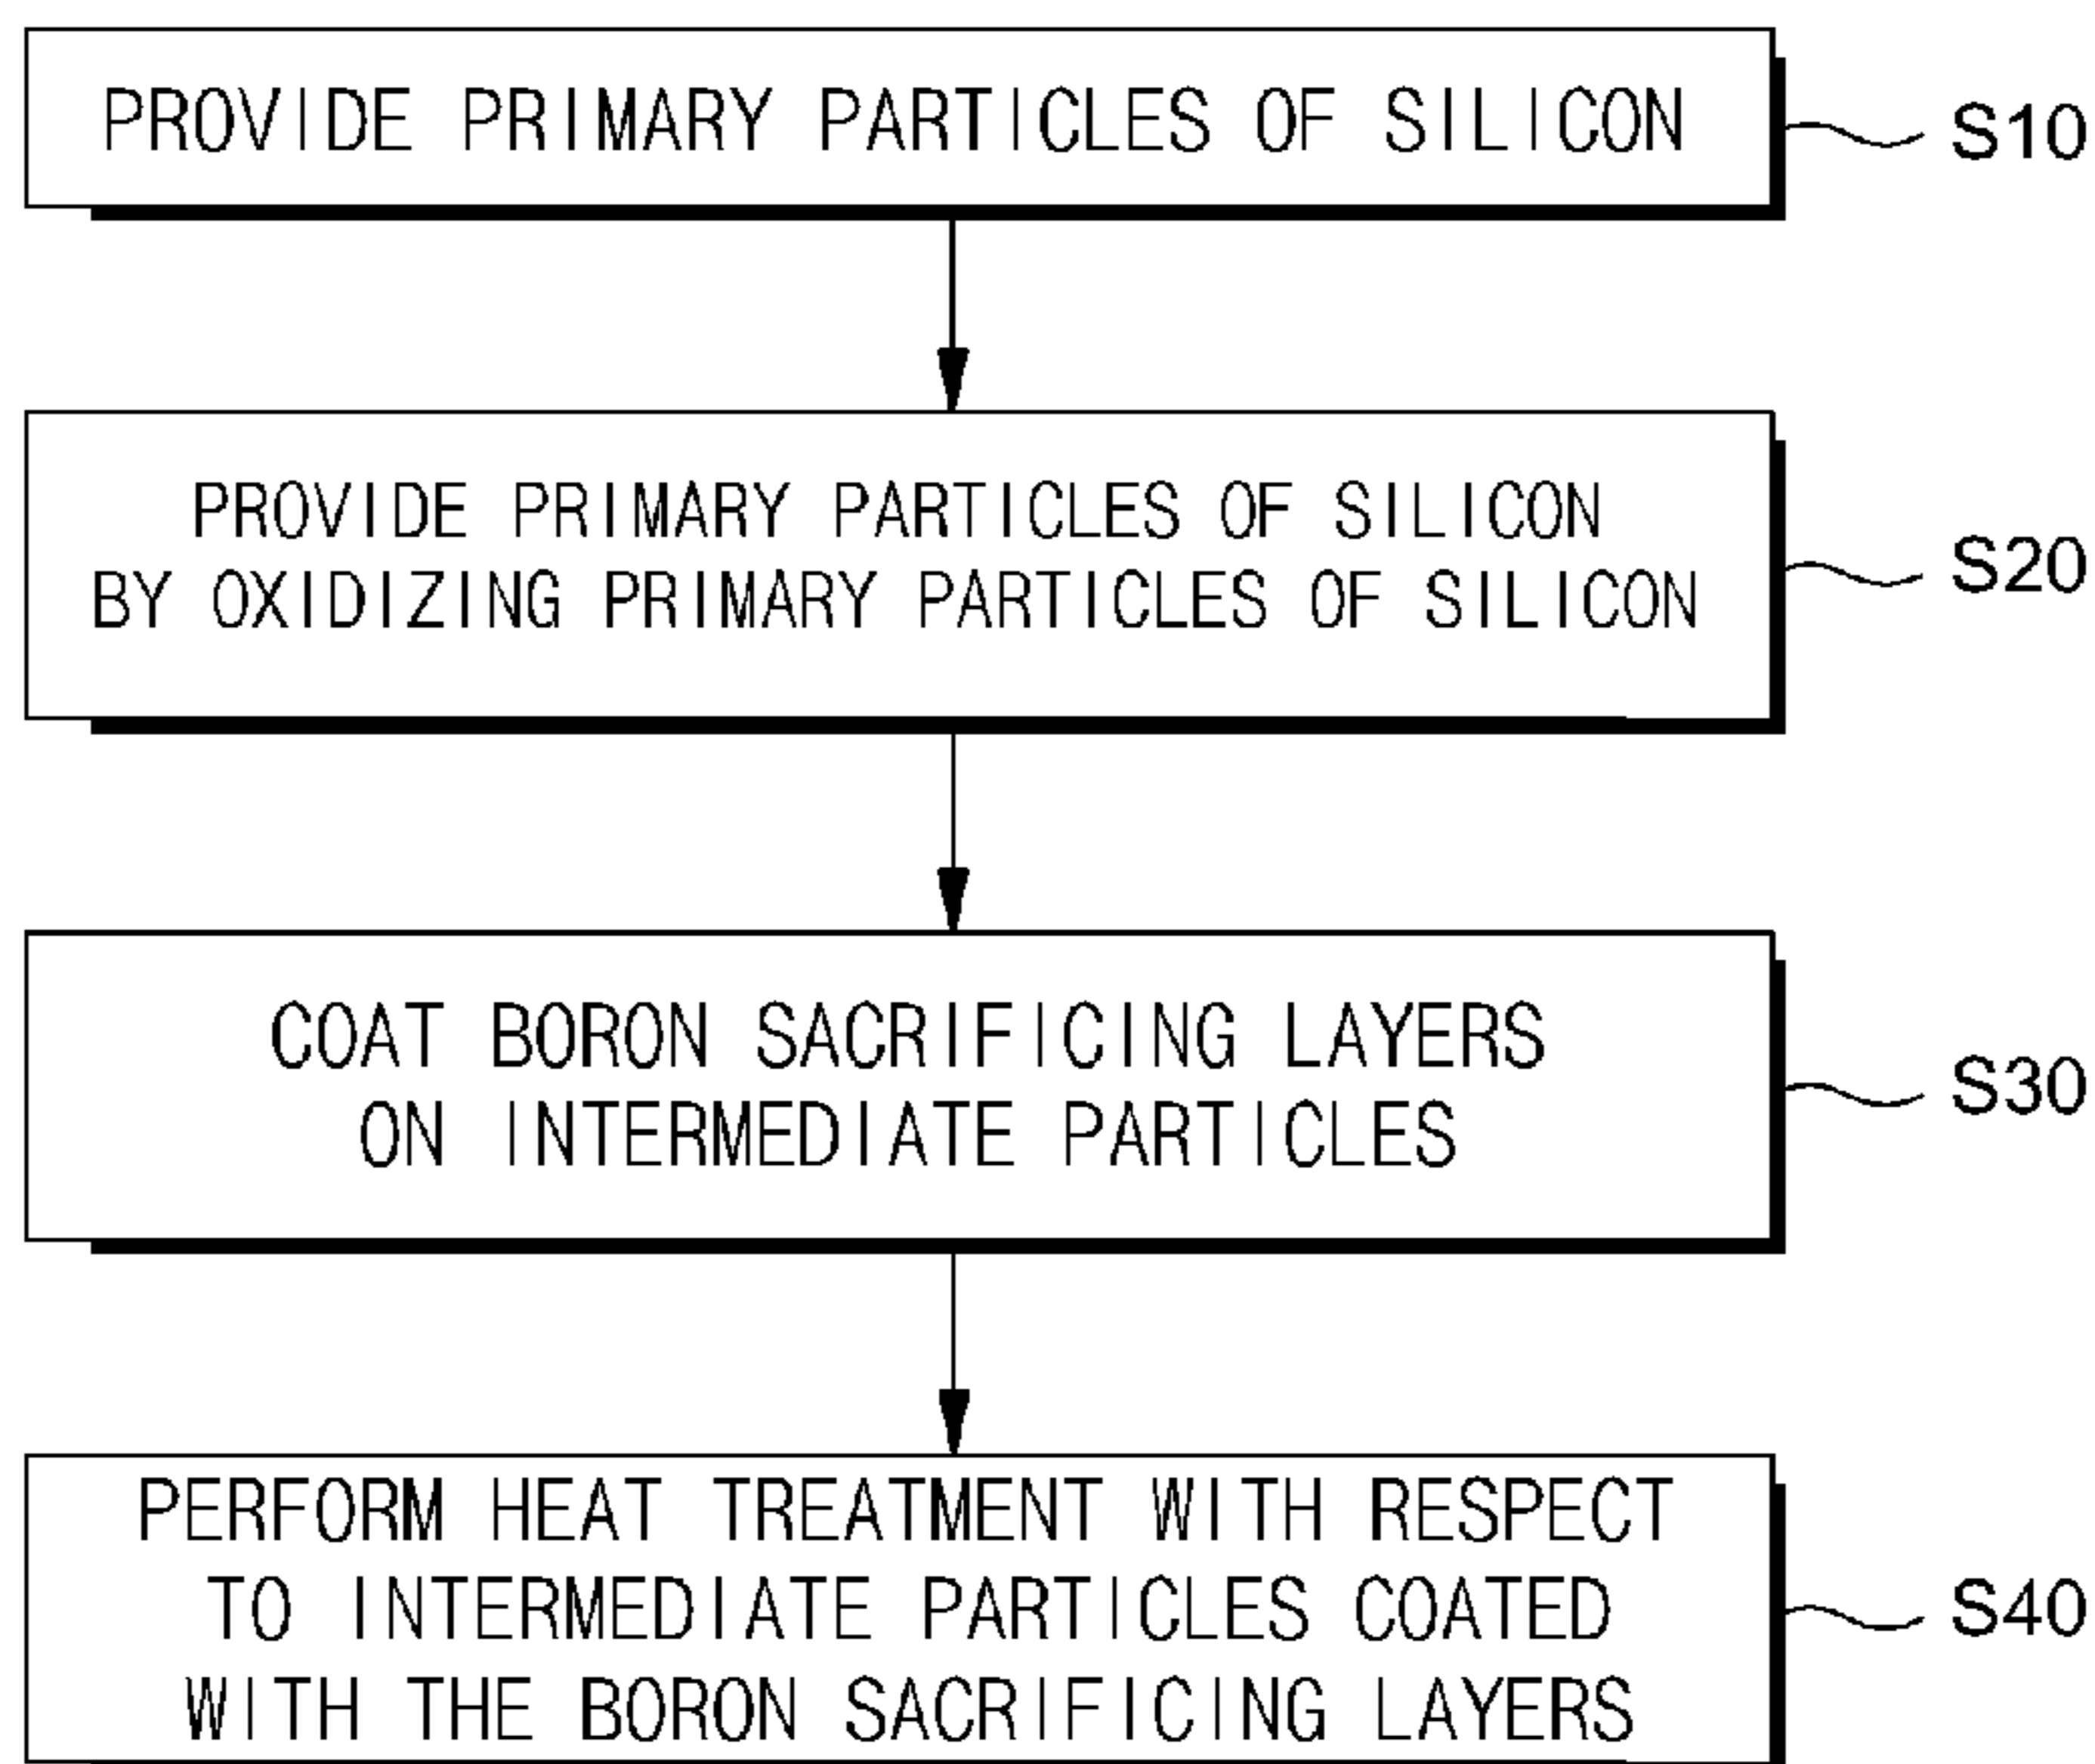 PROVIDE PRIMARY PARTICLES OF SILICON
S10
PROVIDE PRIMARY PARTICLES OF SILICON
BY OXIDIZING PRIMARY PARTICLES OF SILICON
S20
COAT BORON SACRIFICING LAYERS
ON INTERMEDIATE PARTICLES
S30
PERFORM HEAT TREATMENT WITH RESPECT
TO INTERMEDIATE PARTICLES COATED
WITH THE BORON SACRIFICING LAYERS
S40